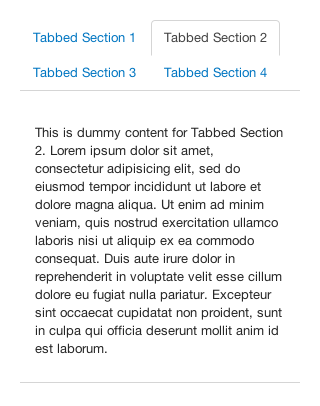 Tabbed Section 1 Tabbed Section 2
Tabbed Section 3 Tabbed Section 4
This is dummy content for Tabbed Section
2. Lorem ipsum dolor sit amet,
consectetur adipisicing elit, sed do
eiusmod tempor incididunt ut labore et
dolore magna aliqua. Ut enim ad minim
veniam, quis nostrud exercitation ullamco
laboris nisi ut aliquip ex ea commodo
consequat. Duis aute irure dolor in
reprehenderit in voluptate velit esse cillum
dolore eu fugiat nulla pariatur. Excepteur
sint occaecat cupidatat non proident, sunt
in culpa qui officia deserunt mollit anim id
est laborum.